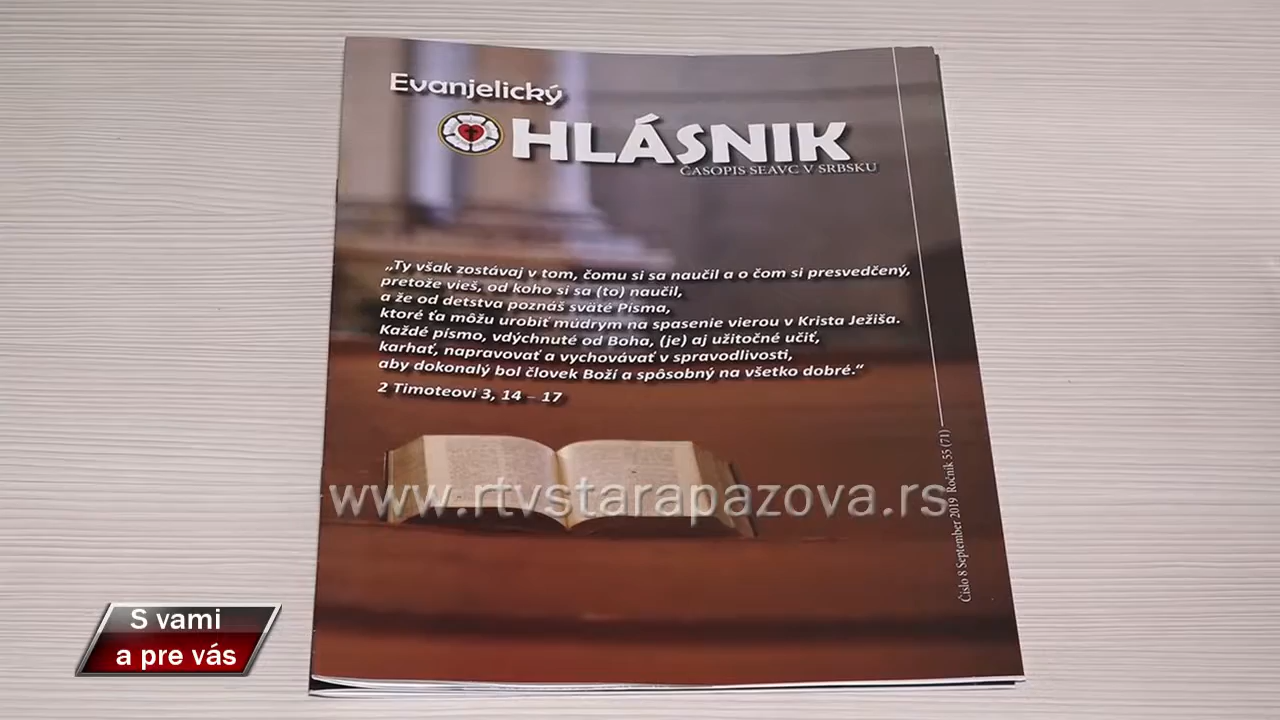 Evanjelický
HLÁSNIK
ČASOPIS SEAVC V SRBSKU
„Ty však zostávaj v tom, čomu si sa naučil a o čom si presvedčený,
pretože vieš, od koho si sa (to) naučil,
a že od detstva poznáš sväté Písma,
ktoré ťa môžu urobiť múdrym na spasenie vierou v Krista Ježiša.
Každé písmo, vdýchnuté od Boha, (je) aj užitočné učiť,
karhať, napravovať a vychovávať v spravodlivosti,
aby dokonalý bol človek Boží a spôsobný na všetko dobré.“
2 Timoteovi 3, 14 – 17
Číslo 8 September 2019 Ročník 55 (71)
www.rtvstarapazova.rs
S vami
a pre vás